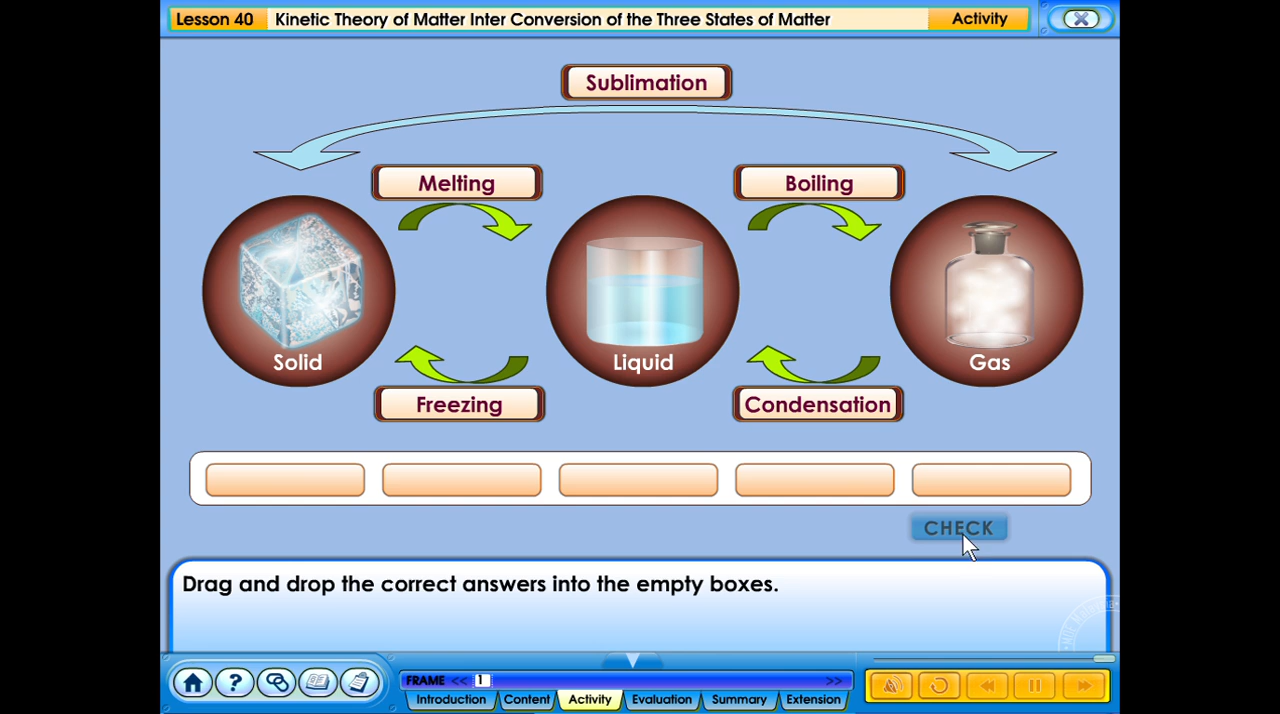 Lesson 40 Kinetic Theory of Matter Inter Conversion of the Three States of Matter Activity
Sublimation
Melting Boiling
Solid Liquid Gas
Freezing Condensation
CHECK
Drag and drop the correct answers into the empty boxes.
FRAME << 1 >>
Introduction Content Activity Evaluation Summary Extension